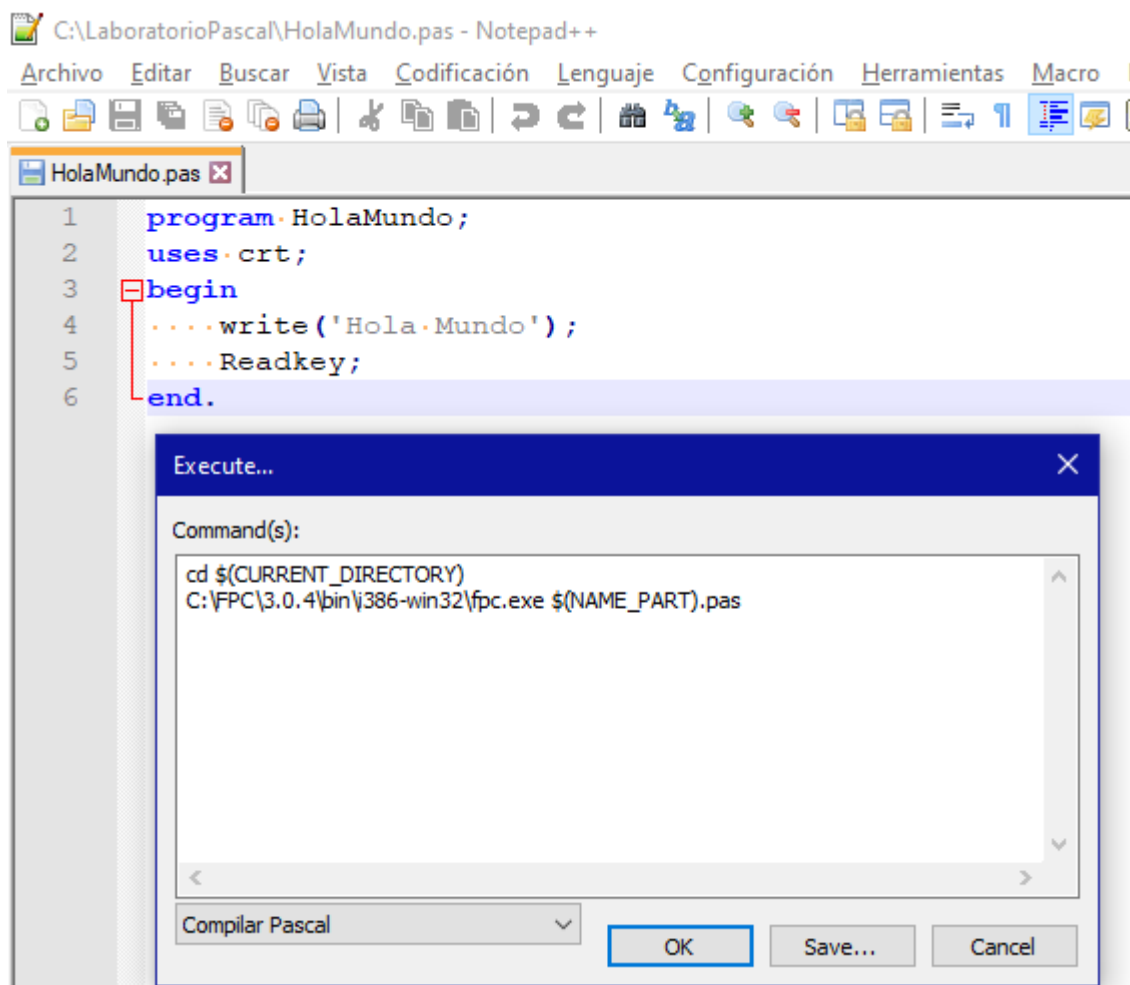 C:\LaboratorioPascal\HolaMundo.pas - Notepad++
Archivo Editar Buscar Vista Codificación Lenguaje Configuración Herramientas Macro
HolaMundo.pas
1 program HolaMundo;
2 uses crt;
3 begin
4 write('Hola Mundo');
5 Readkey;
6 end.
Execute...
Command(s):
cd $(CURRENT_DIRECTORY)
C:\FPC\3.0.4\bin\i386-win32\fpc.exe $(NAME_PART).pas
Compilar Pascal
OK Save... Cancel